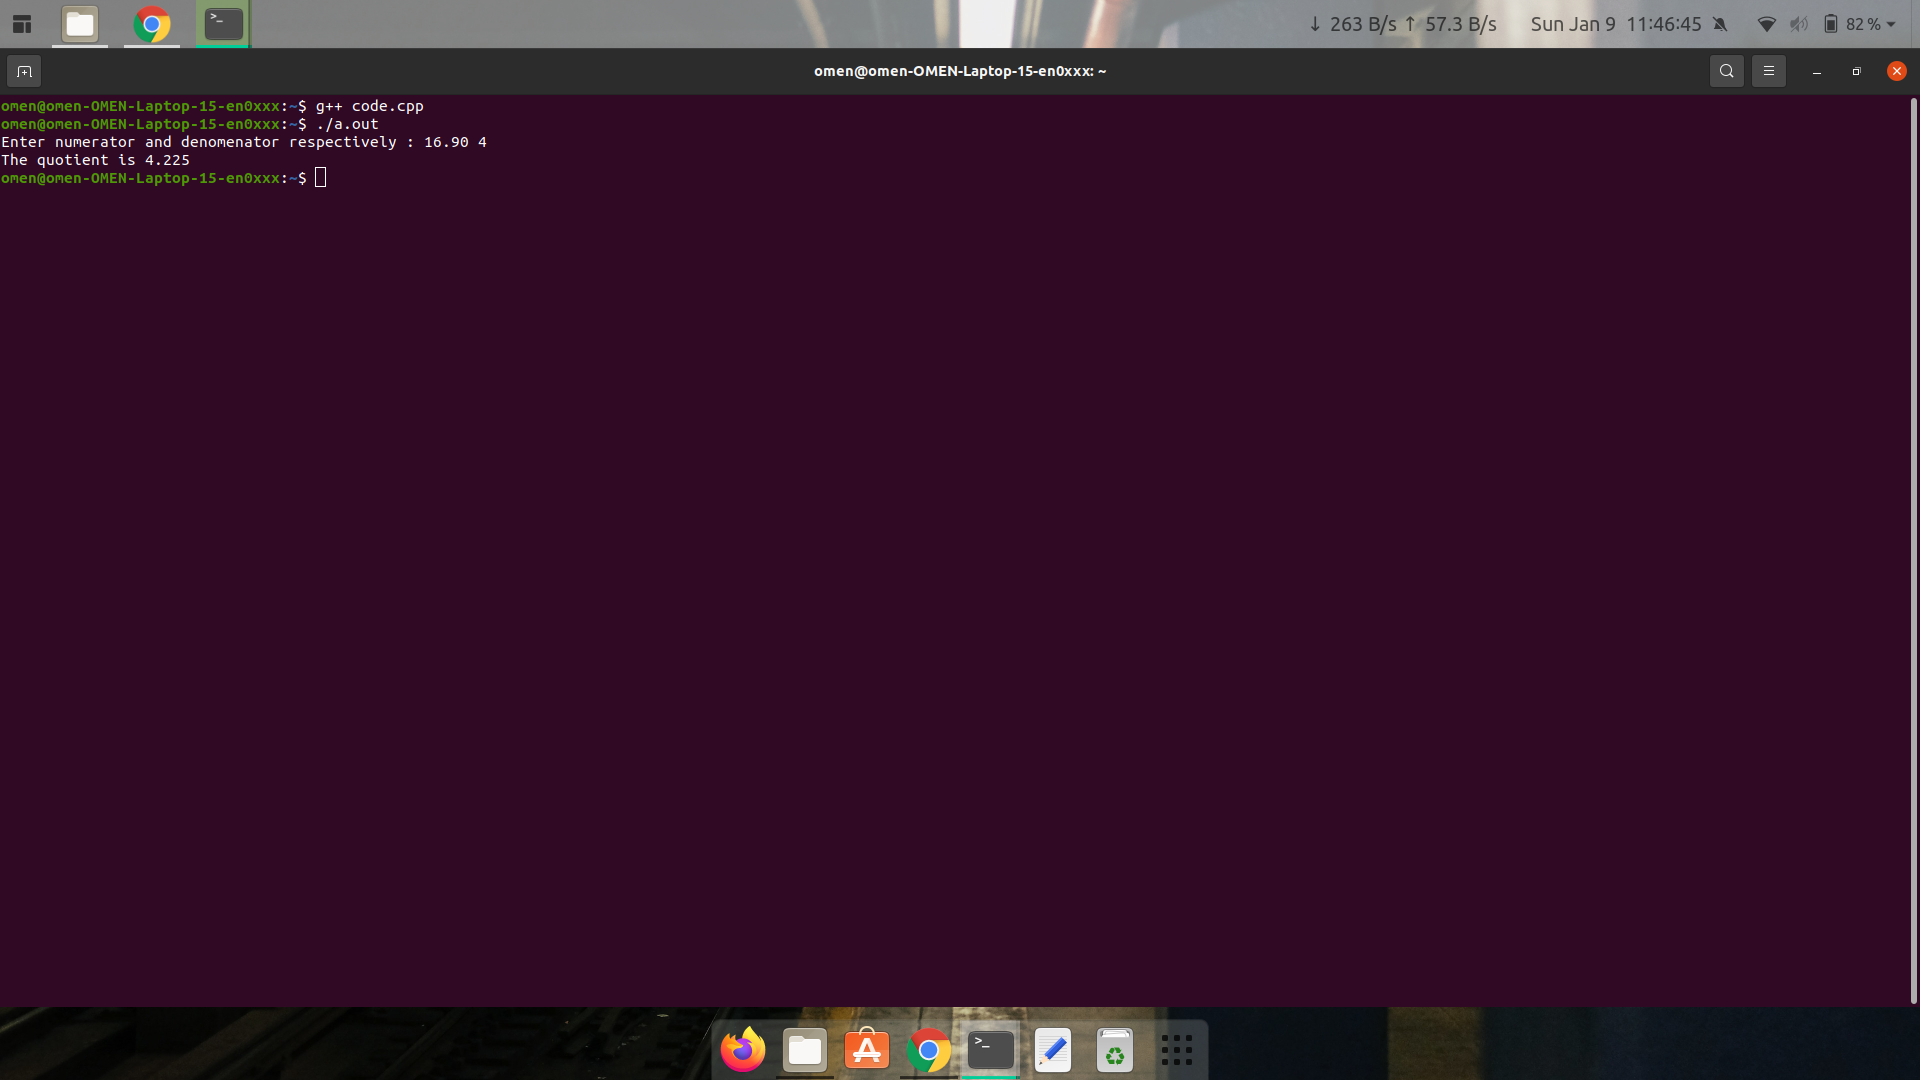 ↓ 263 B/s ↑ 57.3 B/s Sun Jan 9 11:46:45 82 %
omen@omen-OMEN-Laptop-15-en0xxx: ~
omen@omen-OMEN-Laptop-15-en0xxx:~$ g++ code.cpp
omen@omen-OMEN-Laptop-15-en0xxx:~$ ./a.out
Enter numerator and denomenator respectively : 16.90 4
The quotient is 4.225
omen@omen-OMEN-Laptop-15-en0xxx:~$